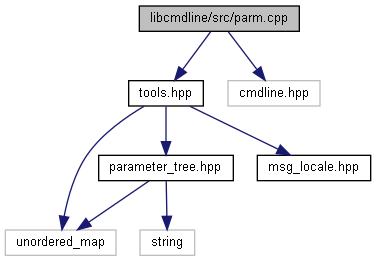 libcmdline/src/parm.cpp
tools.hpp
cmdline.hpp
parameter_tree.hpp
msg_locale.hpp
unordered_map
string